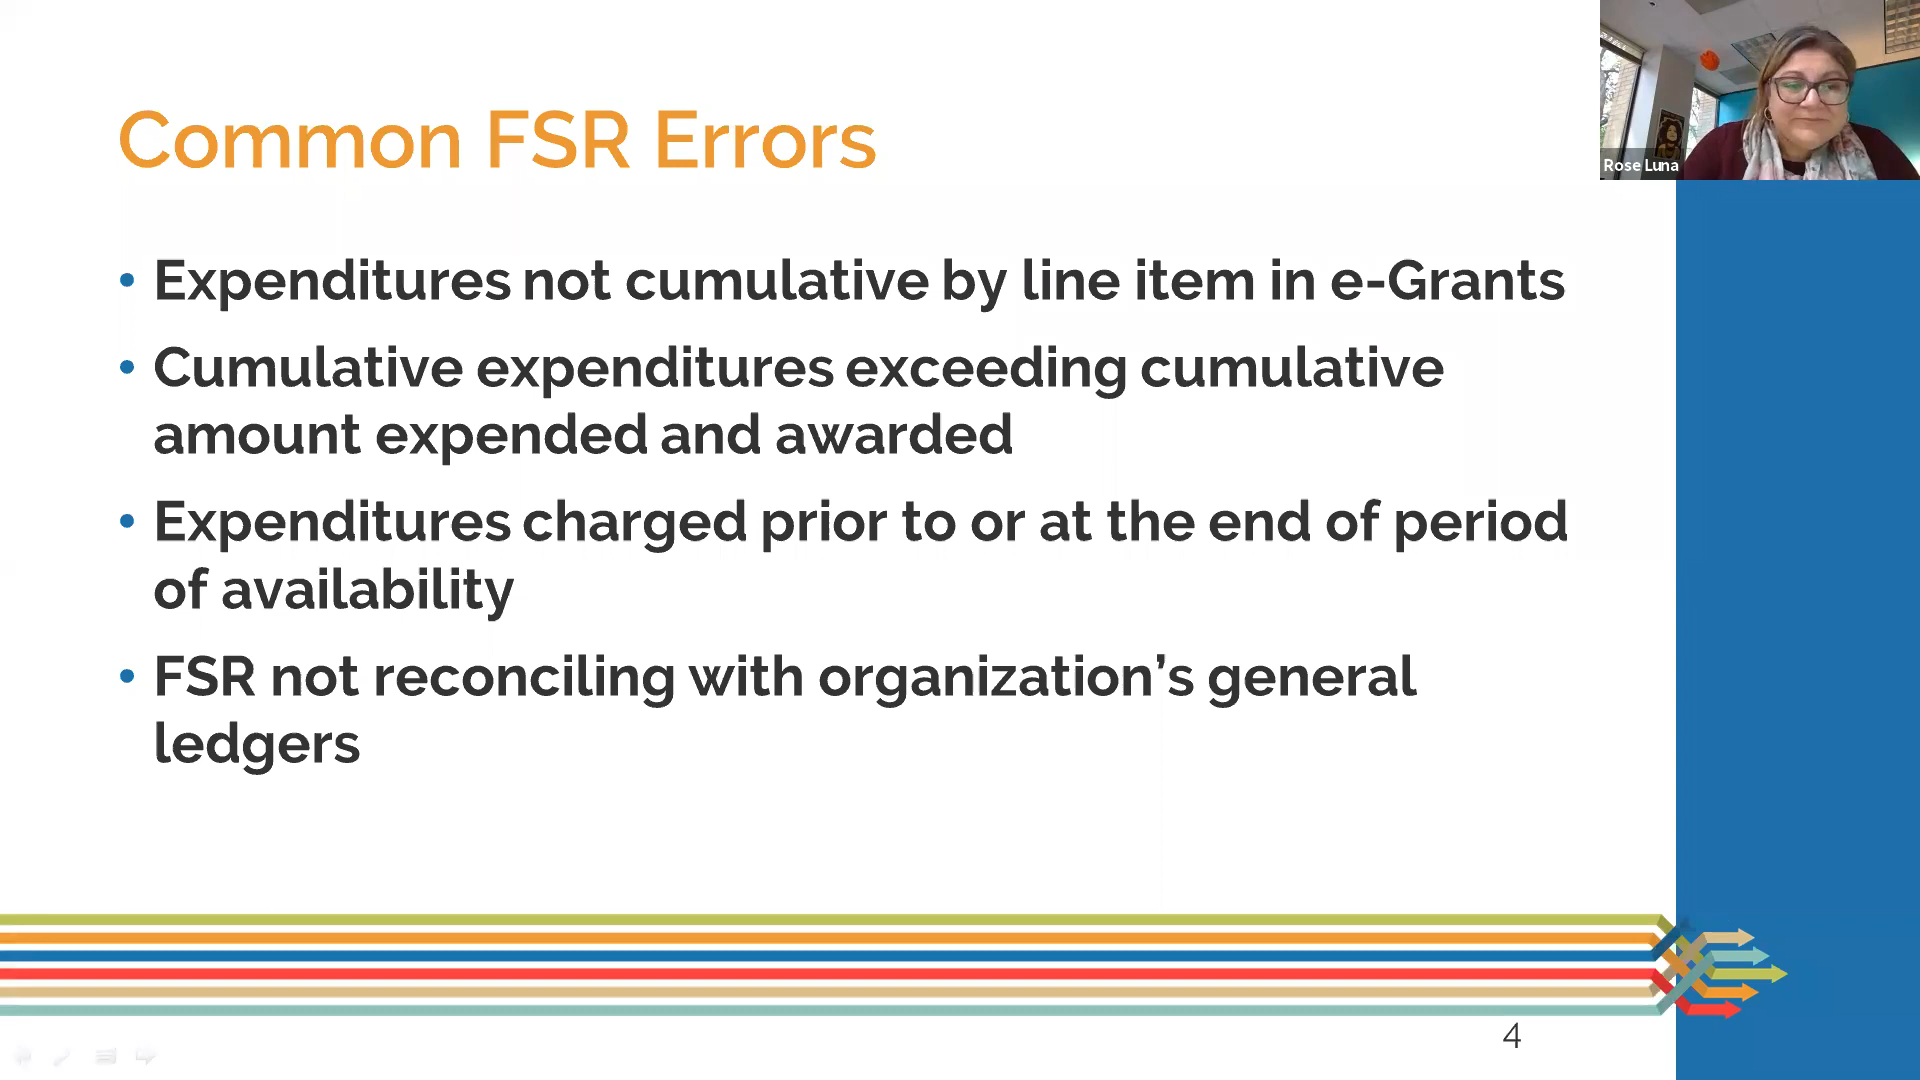 Common FSR Errors
Rose Luna
• Expenditures not cumulative by line item in e-Grants
• Cumulative expenditures exceeding cumulative
amount expended and awarded
• Expenditures charged prior to or at the end of period
of availability
• FSR not reconciling with organization’s general
ledgers
4